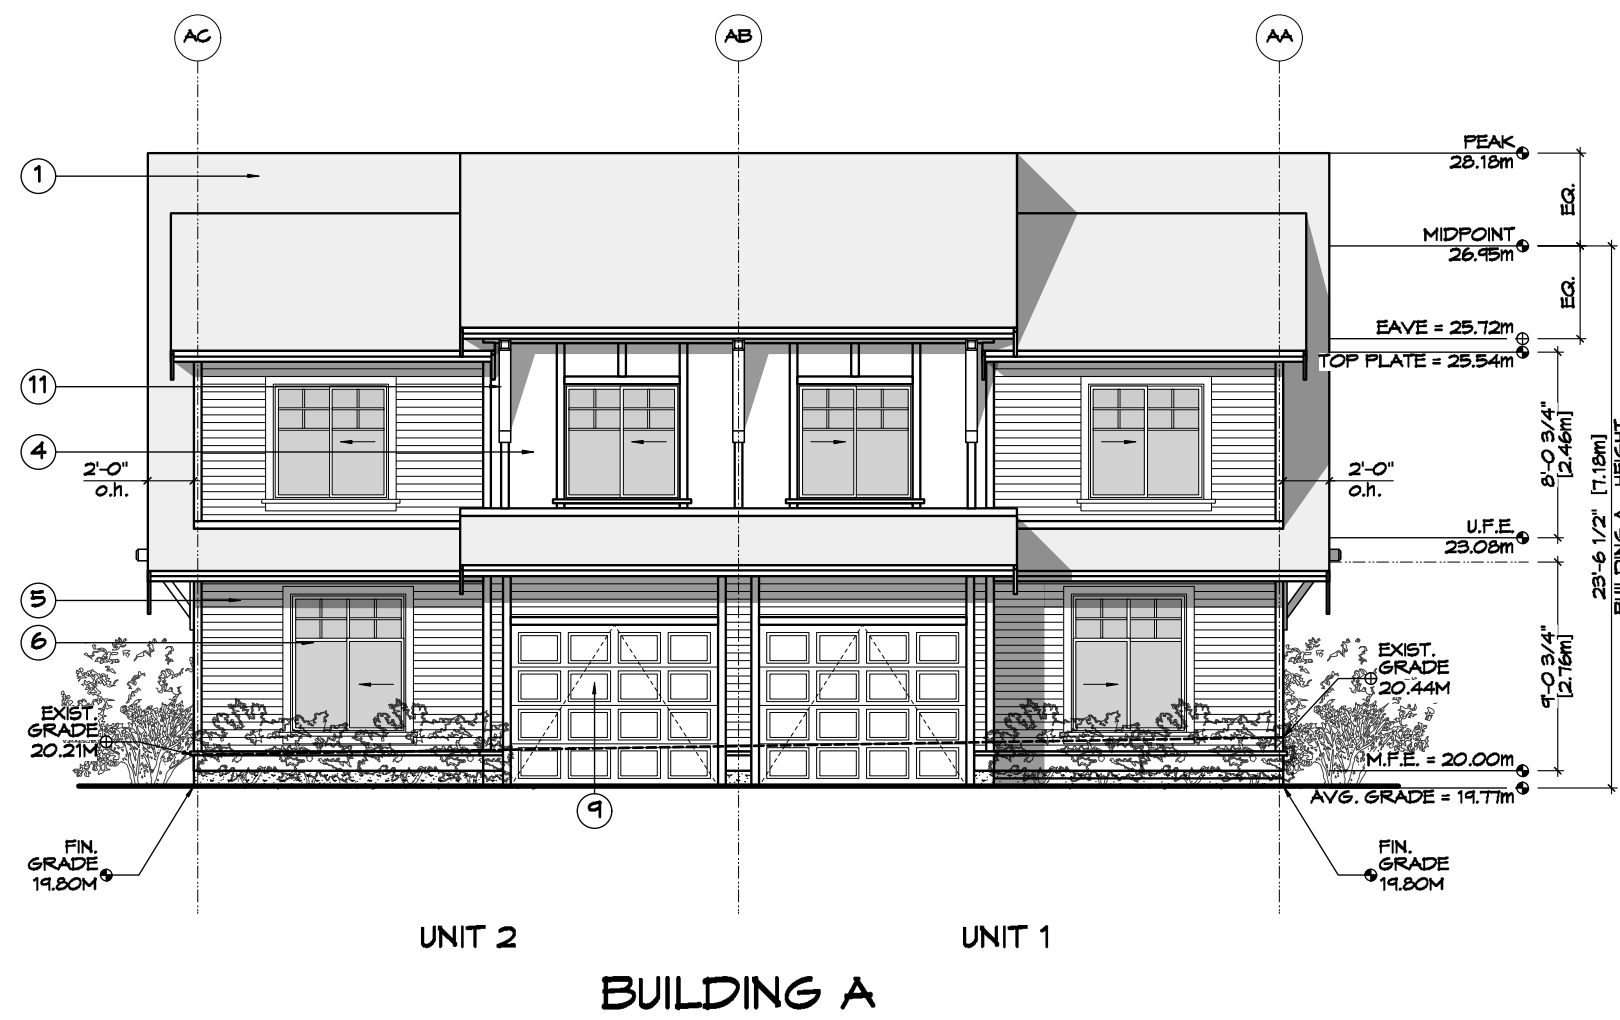 AC
AB
AA
1
PEAK
28.18m
EQ.
MIDPOINT
26.95m
EQ.
EAVE = 25.72m
TOP PLATE = 25.54m
11
4
2'-0"
o.h.
2'-0"
o.h.
8'-0 3/4"
[2.46m]
23'-6 1/2" [7.18m]
BUILDING A HEIGHT
U.F.E.
23.08m
5
6
9'-0 3/4"
[2.76m]
EXIST.
GRADE
20.44M
EXIST.
GRADE
20.21M
M.F.E. = 20.00m
AVG. GRADE = 19.77m
9
FIN.
GRADE
19.80M
FIN.
GRADE
19.80M
UNIT 2
UNIT 1
BUILDING A